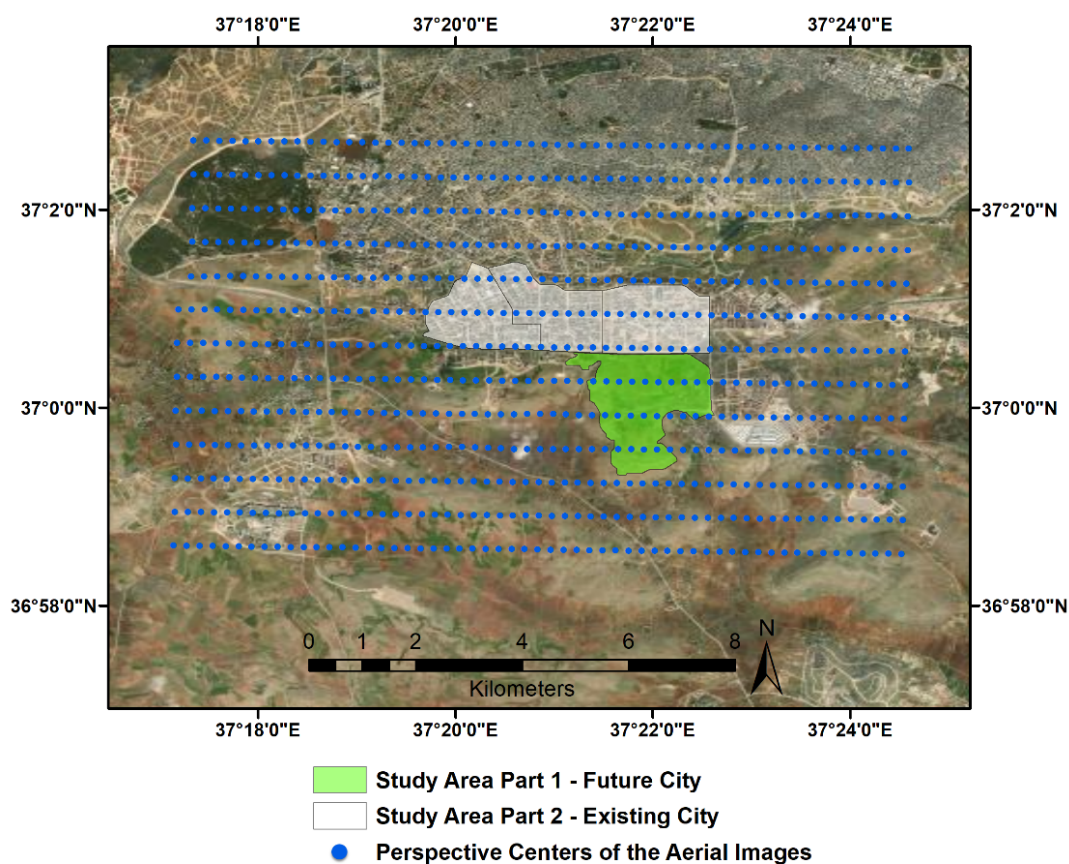 37°18'0"E 37°20'0"E 37°22'0"E 37°24'0"E
37°2'0"N 37°2'0"N
37°0'0"N 37°0'0"N
36°58'0"N 36°58'0"N
0 1 2 4 6 8 N
Kilometers
37°18'0"E 37°20'0"E 37°22'0"E 37°24'0"E
Study Area Part 1 - Future City
Study Area Part 2 - Existing City
Perspective Centers of the Aerial Images